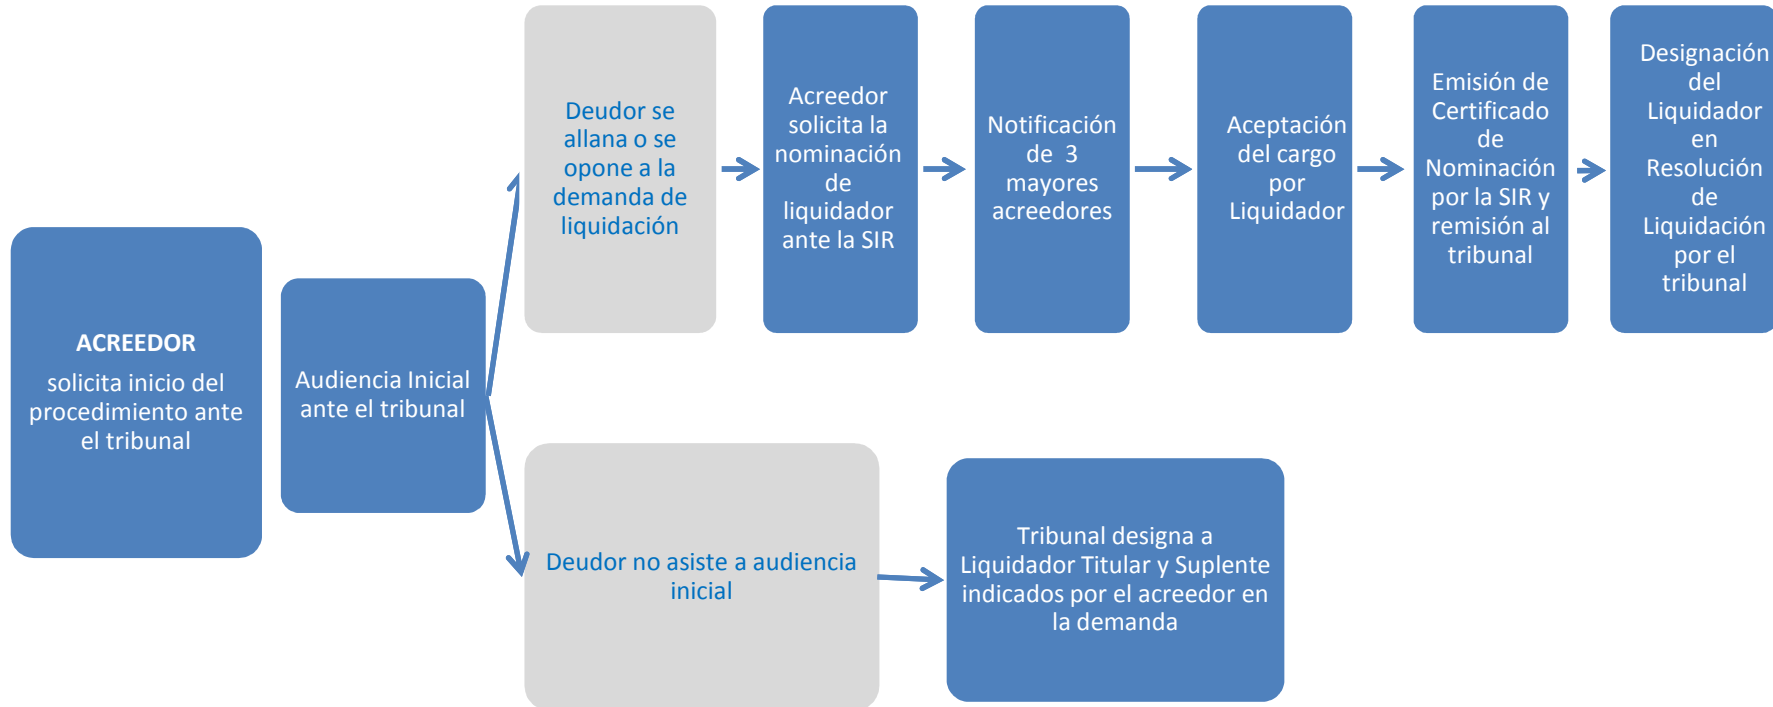 ACREEDOR
solicita inicio del
procedimiento ante
el tribunal
Audiencia Inicial
ante el tribunal
Deudor se
allana o se
opone a la
demanda de
liquidación
Acreedor
solicita la
nominación
de
liquidador
ante la SIR
Notificación
de 3
mayores
acreedores
Aceptación
del cargo
por
Liquidador
Emisión de
Certificado
de
Nominación
por la SIR y
remisión al
tribunal
Designación
del
Liquidador
en
Resolución
de
Liquidación
por el
tribunal
Deudor no asiste a audiencia
inicial
Tribunal designa a
Liquidador Titular y Suplente
indicados por el acreedor en
la demanda